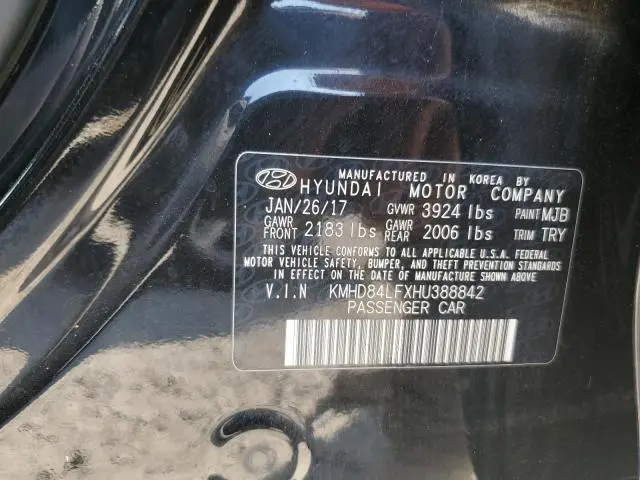 MANUFACTURED IN KOREA BY
HYUNDAI MOTOR COMPANY
JAN/26/17 GVWR 3924 lbs PAINT MJB
GAWR FRONT 2183 lbs GAWR REAR 2006 lbs TRIM TRY
THIS VEHICLE CONFORMS TO ALL APPLICABLE U.S.A. FEDERAL
MOTOR VEHICLE SAFETY, BUMPER, AND THEFT PREVENTION STANDARDS
IN EFFECT ON THE DATE OF MANUFACTURE SHOWN ABOVE.
V.I.N KMHD84LFXHU388842
PASSENGER CAR